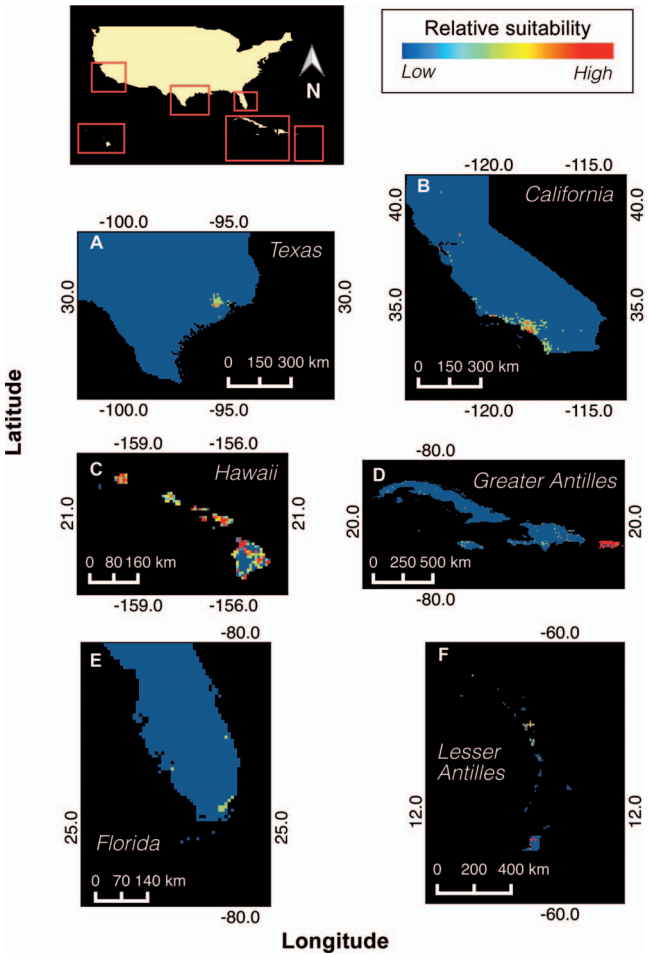 Relative suitability
Low High
N
-120.0 -115.0
B California
40.0 40.0
35.0 35.0
0 150 300 km
-120.0 -115.0
-100.0 -95.0
A Texas
30.0 30.0
0 150 300 km
-100.0 -95.0
Latitude
-159.0 -156.0
C Hawaii
21.0 21.0
0 80 160 km
-159.0 -156.0
-80.0
D Greater Antilles
20.0 20.0
0 250 500 km
-80.0
-80.0
E
25.0 25.0
Florida
0 70 140 km
-80.0
-60.0
F
Lesser
Antilles
12.0 12.0
0 200 400 km
-60.0
Longitude